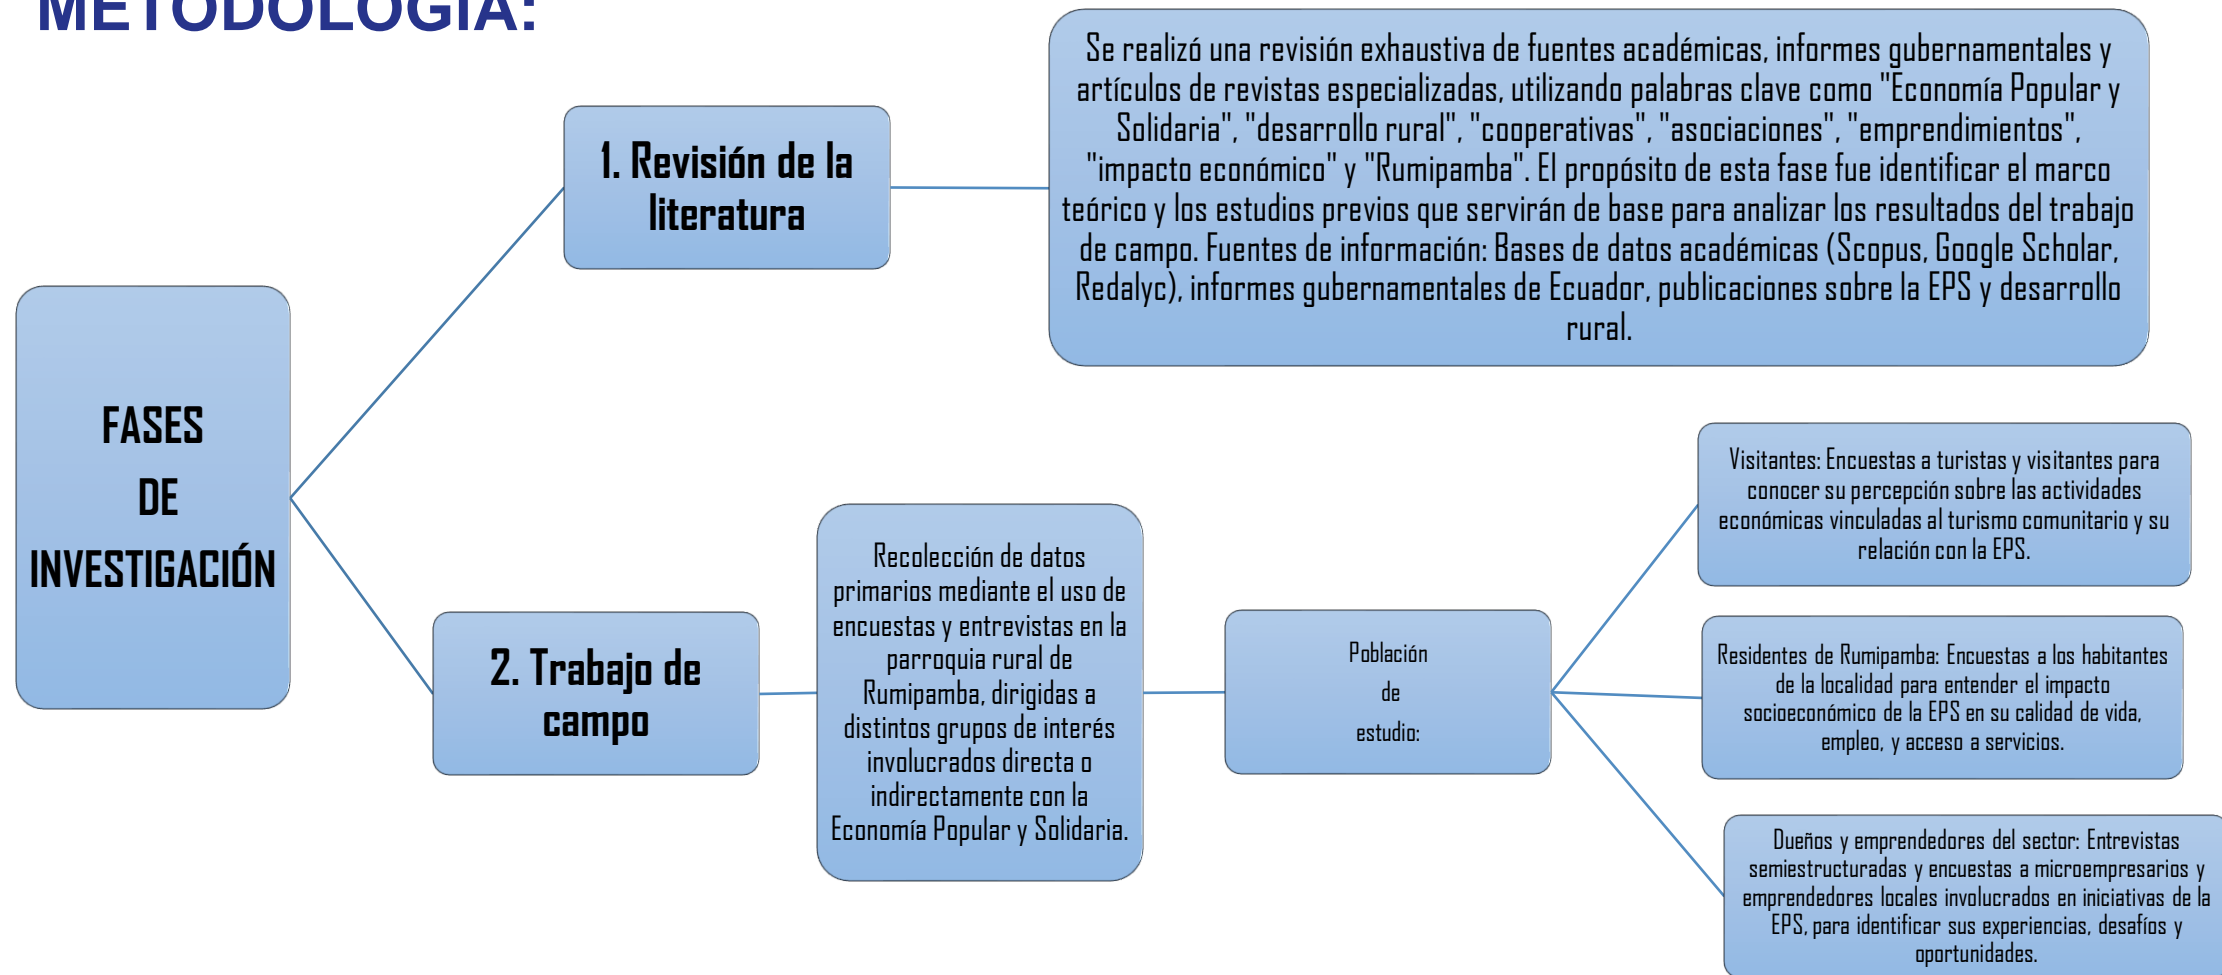 METODOLOGÍA:
Se realizó una revisión exhaustiva de fuentes académicas, informes gubernamentales y
artículos de revistas especializadas, utilizando palabras clave como "Economía Popular y
Solidaria", "desarrollo rural", "cooperativas", "asociaciones", "emprendimientos",
"impacto económico" y "Rumipamba". El propósito de esta fase fue identificar el marco
teórico y los estudios previos que servirán de base para analizar los resultados del trabajo
de campo. Fuentes de información: Bases de datos académicas (Scopus, Google Scholar,
Redalyc), informes gubernamentales de Ecuador, publicaciones sobre la EPS y desarrollo
rural.
1. Revisión de la
literatura
FASES
DE
INVESTIGACIÓN
2. Trabajo de
campo
Recolección de datos
primarios mediante el uso de
encuestas y entrevistas en la
parroquia rural de
Rumipamba, dirigidas a
distintos grupos de interés
involucrados directa o
indirectamente con la
Economía Popular y Solidaria.
Población
de
estudio:
Visitantes: Encuestas a turistas y visitantes para
conocer su percepción sobre las actividades
económicas vinculadas al turismo comunitario y su
relación con la EPS.
Residentes de Rumipamba: Encuestas a los habitantes
de la localidad para entender el impacto
socioeconómico de la EPS en su calidad de vida,
empleo, y acceso a servicios.
Dueños y emprendedores del sector: Entrevistas
semiestructuradas y encuestas a microempresarios y
emprendedores locales involucrados en iniciativas de la
EPS, para identificar sus experiencias, desafíos y
oportunidades.